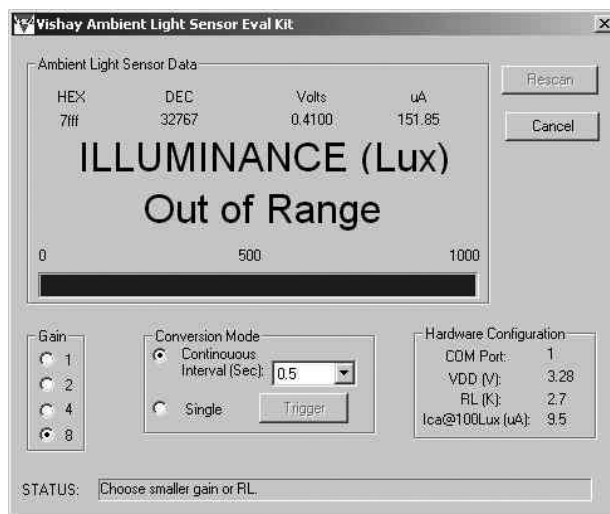 Vishay Ambient Light Sensor Eval Kit
Ambient Light Sensor Data
HEX DEC Volts uA
7fff 32767 0.4100 151.85
ILLUMINANCE (Lux)
Out of Range
0 500 1000
Rescan
Cancel
Gain
1
2
4
8
Conversion Mode
Continouous
Interval (Sec): 0.5
Single Trigger
Hardware Configuration
COM Port: 1
VDD (V): 3.28
RL (K): 2.7
Ica@100Lux (uA): 9.5
STATUS: Choose smaller gain or RL.